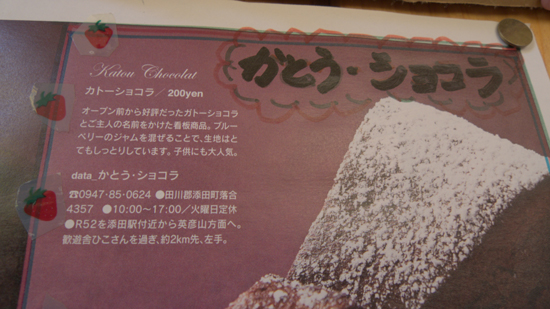 がとう・ショコラ
Katou Chocolat
カトーショコラ／200yen
オープン前から好評だったガトーショコラ
とご主人の名前をかけた看板商品。ブルー
ベリーのジャムを混ぜることで、生地はと
てもしっとりしています。子供にも大人気。
data_かとう・ショコラ
☎0947・85・0624 ●田川郡添田町落合
4357 ●10:00〜17:00／火曜日定休
●R52を添田駅付近から英彦山方面へ。
歓遊舎ひこさんを過ぎ、約2km先、左手。